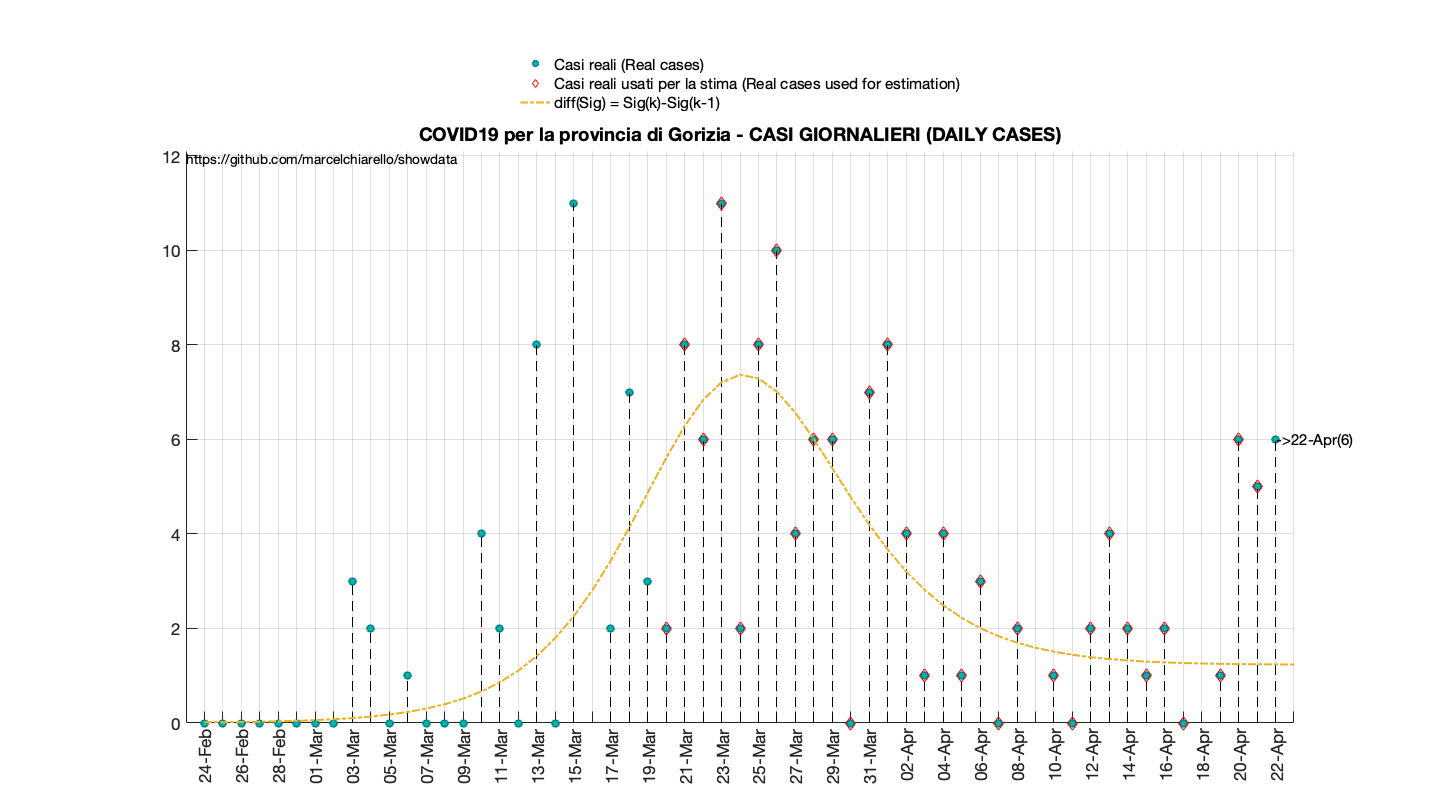 Casi reali (Real cases)
Casi reali usati per la stima (Real cases used for estimation)
diff(Sig) = Sig(k)-Sig(k-1)
COVID19 per la provincia di Gorizia - CASI GIORNALIERI (DAILY CASES)
https://github.com/marcelchiarello/showdata
12
10
8
6
4
2
0
->22-Apr(6)
24-Feb
26-Feb
28-Feb
01-Mar
03-Mar
05-Mar
07-Mar
09-Mar
11-Mar
13-Mar
15-Mar
17-Mar
19-Mar
21-Mar
23-Mar
25-Mar
27-Mar
29-Mar
31-Mar
02-Apr
04-Apr
06-Apr
08-Apr
10-Apr
12-Apr
14-Apr
16-Apr
18-Apr
20-Apr
22-Apr